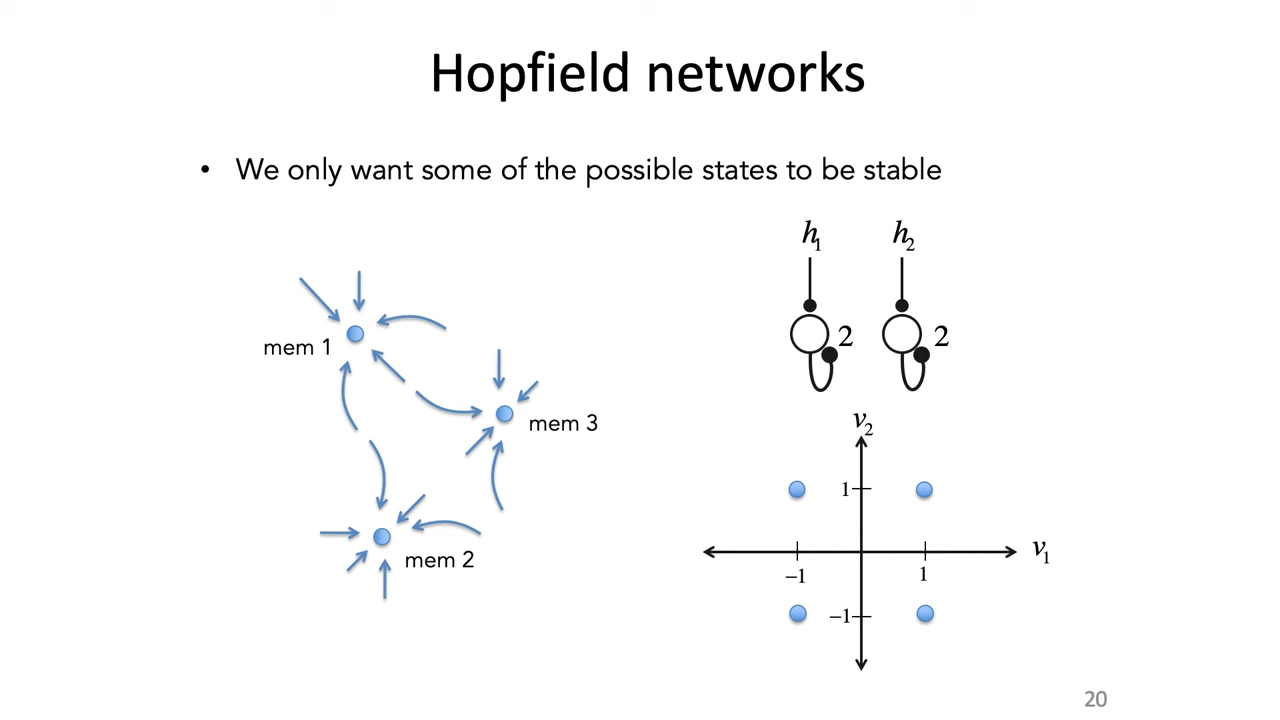 Hopfield networks
• We only want some of the possible states to be stable
h1 h2
2 2
mem 1
mem 3
mem 2
v2
1
v1
−1 1
−1
20